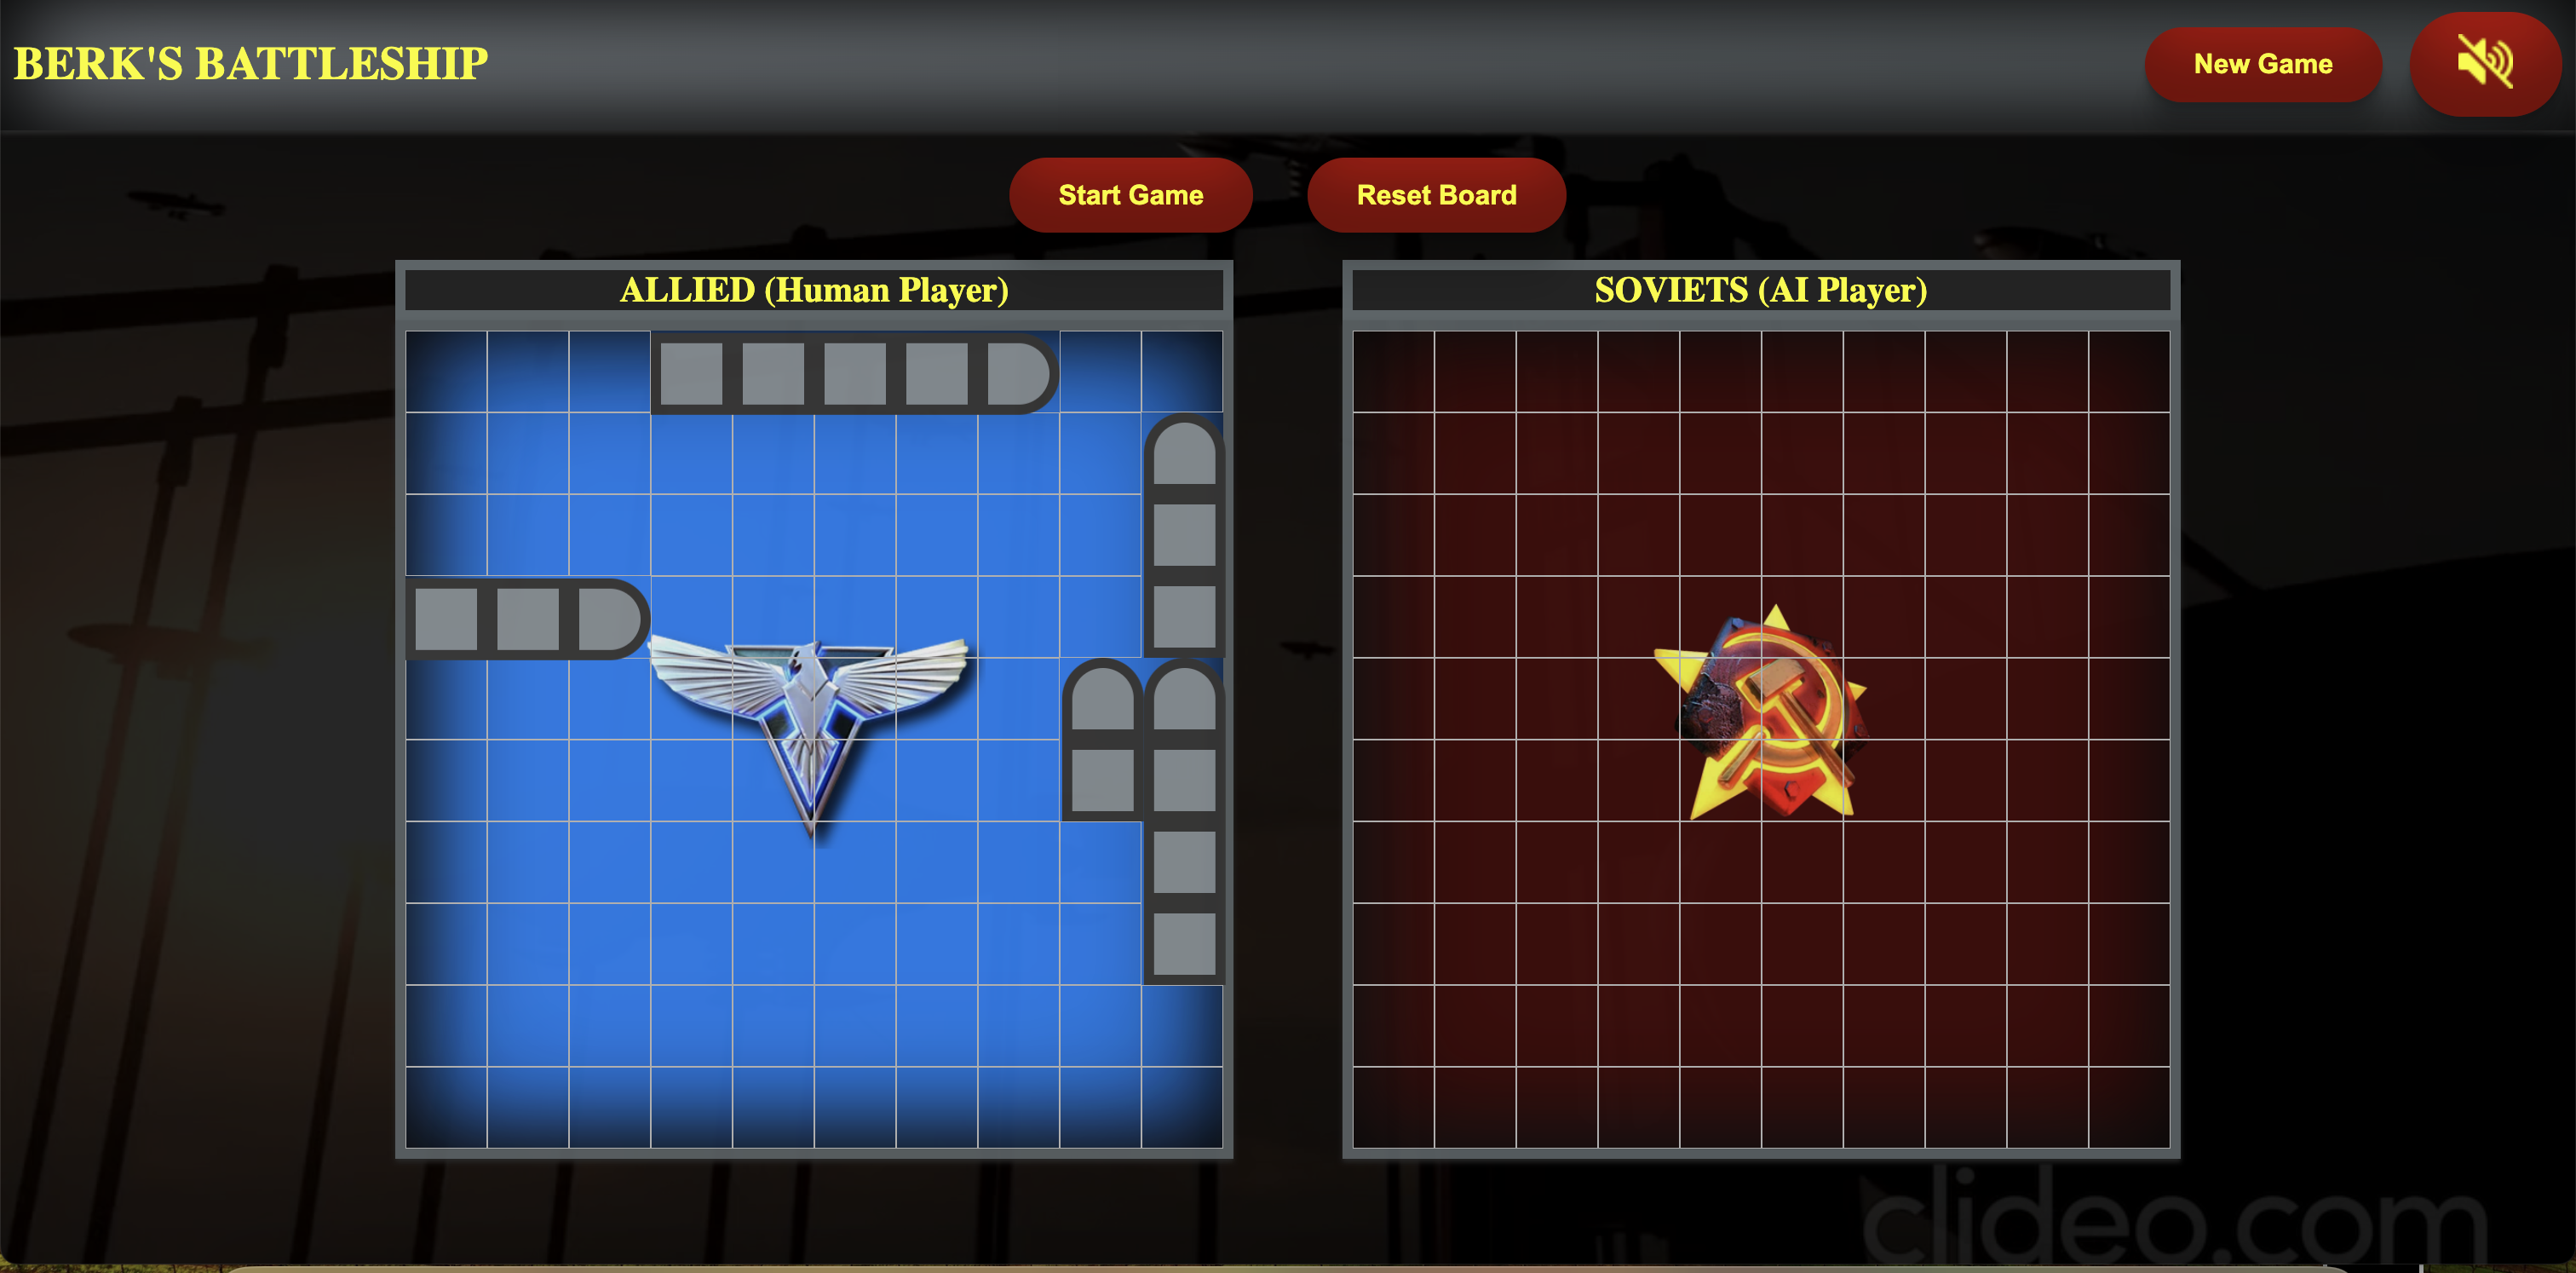 BERK'S BATTLESHIP
New Game
Start Game
Reset Board
ALLIED (Human Player)
SOVIETS (AI Player)
clideo.com